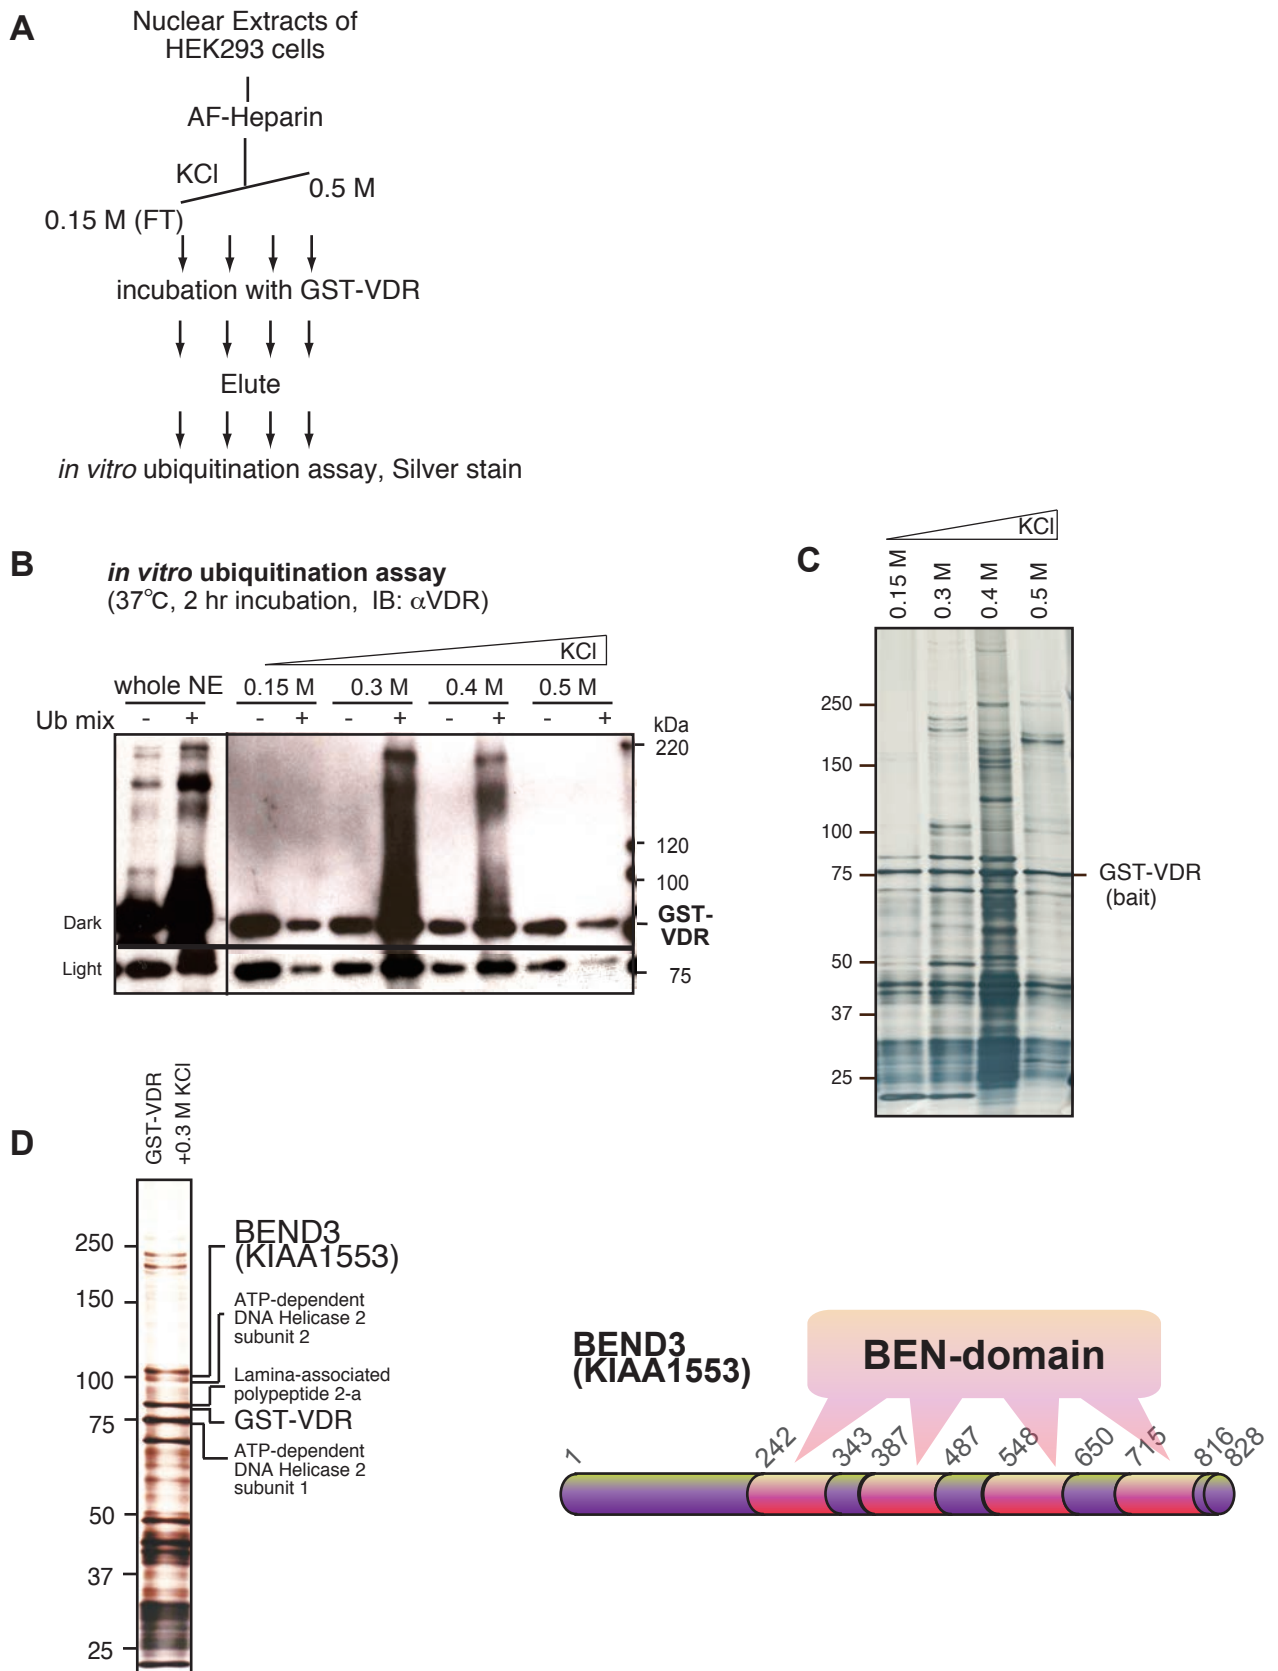 A
Nuclear Extracts of
HEK293 cells
AF-Heparin
KCl
0.5 M
0.15 M (FT)
incubation with GST-VDR
Elute
in vitro ubiquitination assay, Silver stain
B
in vitro ubiquitination assay
(37°C, 2 hr incubation, IB: αVDR)
KCl
whole NE 0.15 M 0.3 M 0.4 M 0.5 M
Ub mix - + - + - + - + - +
kDa
220
120
100
GST-
VDR
75
Dark
Light
C
KCl
0.15 M 0.3 M 0.4 M 0.5 M
250
150
100
75
50
37
25
GST-VDR
(bait)
D
GST-VDR
+0.3 M KCl
250
150
100
75
50
37
25
BEND3
(KIAA1553)
ATP-dependent
DNA Helicase 2
subunit 2
Lamina-associated
polypeptide 2-a
GST-VDR
ATP-dependent
DNA Helicase 2
subunit 1
BEND3
(KIAA1553)
BEN-domain
1 242 343 387 487 548 650 715 816 828